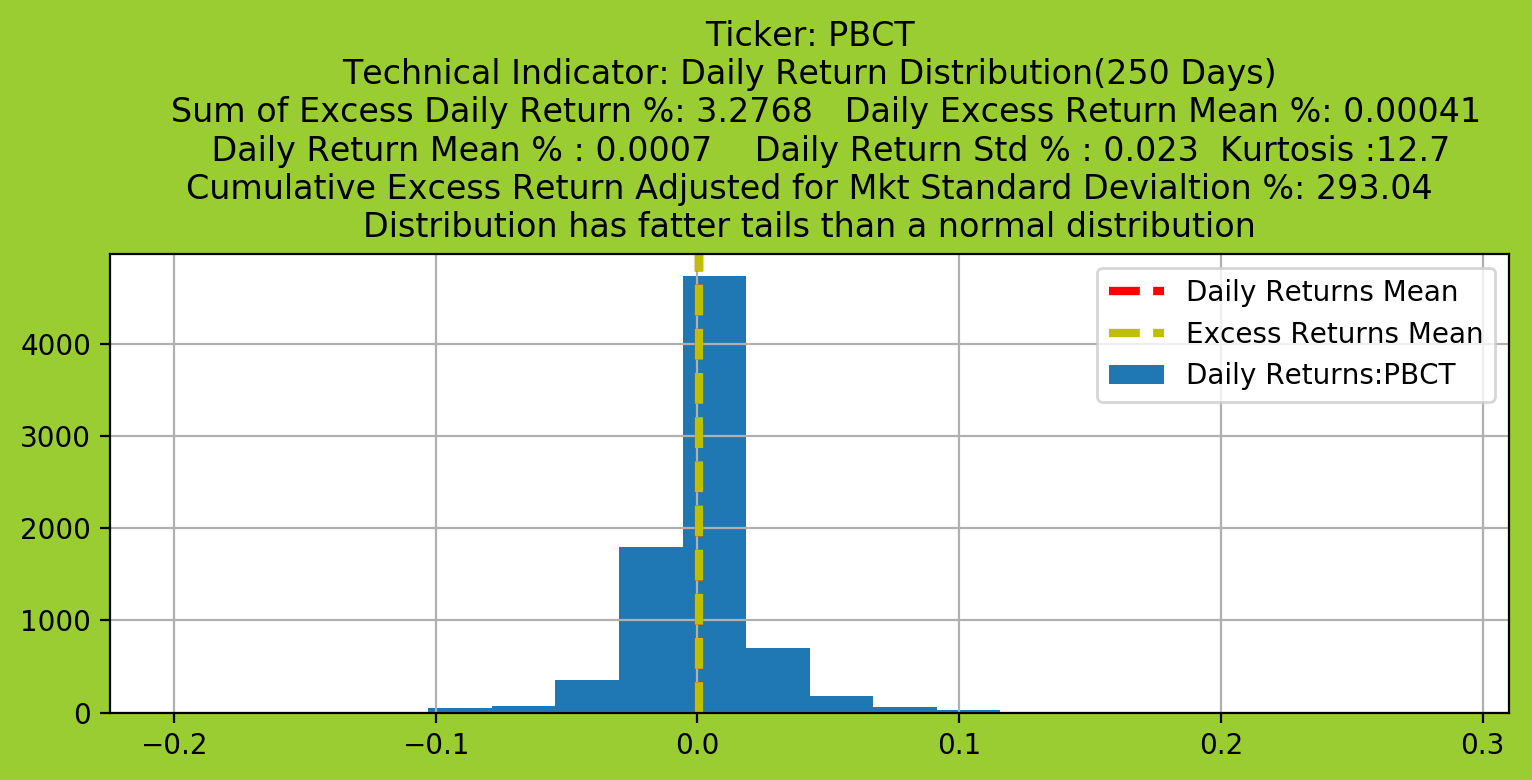 Ticker: PBCT
Technical Indicator: Daily Return Distribution(250 Days)
Sum of Excess Daily Return %: 3.2768   Daily Excess Return Mean %: 0.00041
Daily Return Mean % : 0.0007    Daily Return Std % : 0.023  Kurtosis :12.7
Cumulative Excess Return Adjusted for Mkt Standard Devialtion %: 293.04
Distribution has fatter tails than a normal distribution
Daily Returns Mean
Excess Returns Mean
Daily Returns:PBCT
4000
3000
2000
1000
0
−0.2
−0.1
0.0
0.1
0.2
0.3